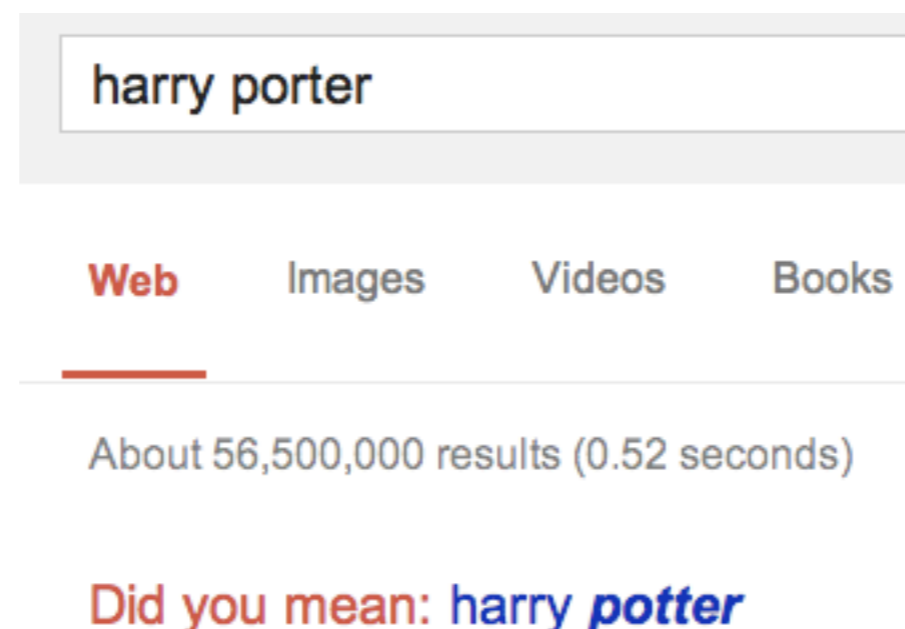 harry porter
Web Images Videos Books
About 56,500,000 results (0.52 seconds)
Did you mean: harry potter